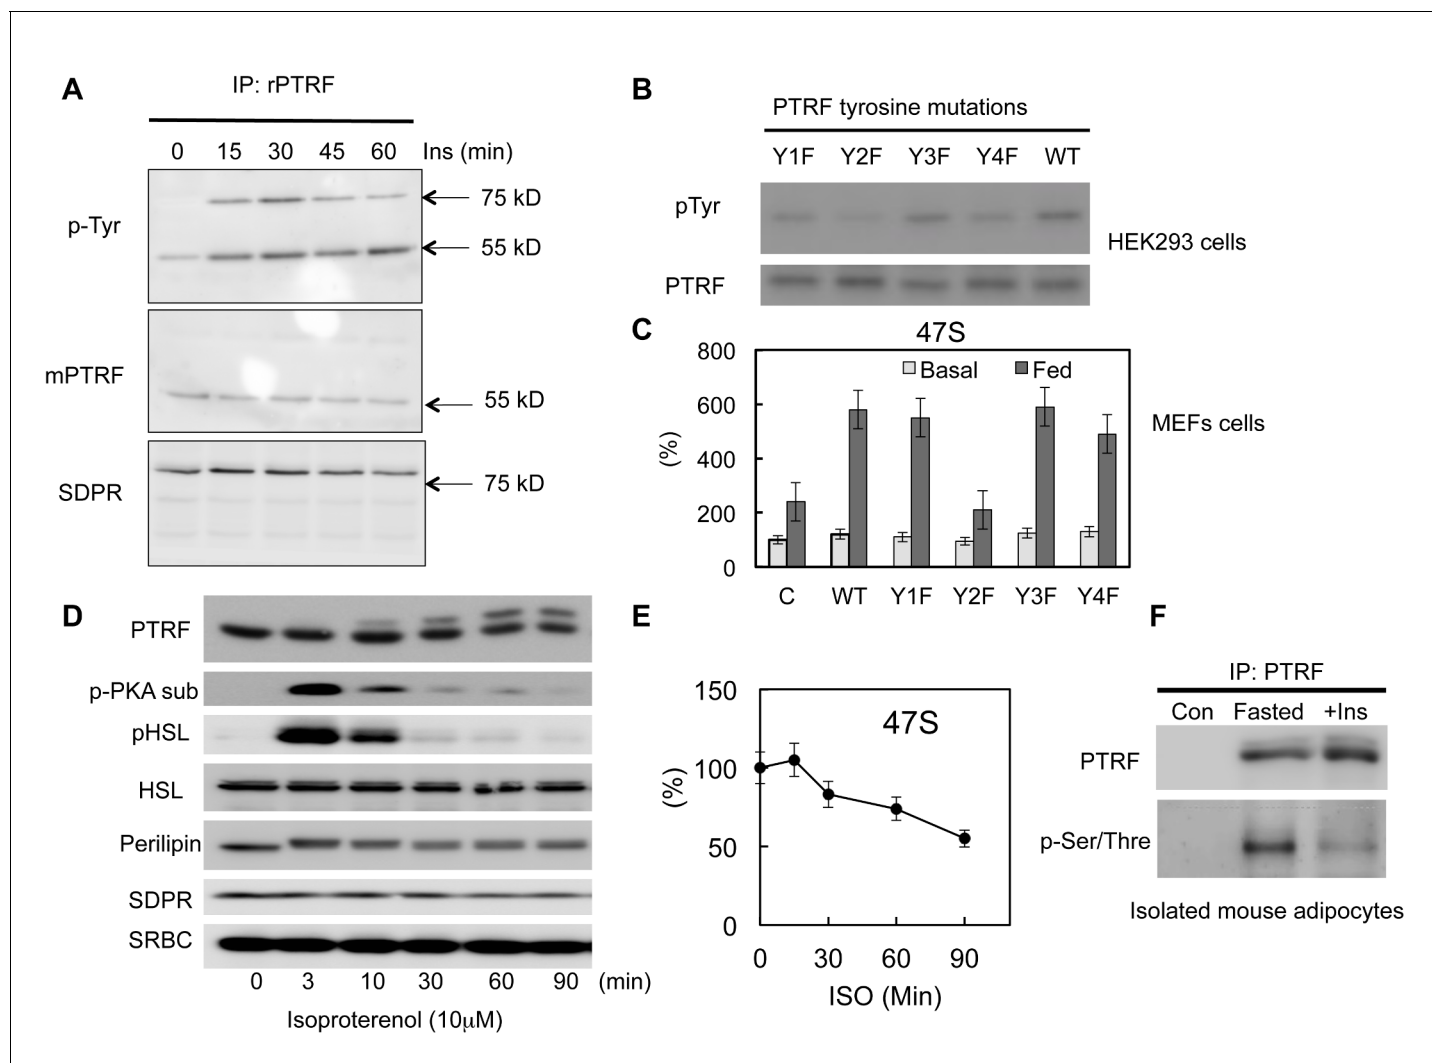 A
IP: rPTRF
0 15 30 45 60 Ins (min)
p-Tyr
75 kD
55 kD
mPTRF
55 kD
SDPR
75 kD
B
PTRF tyrosine mutations
Y1F Y2F Y3F Y4F WT
pTyr
PTRF
HEK293 cells
C
47S
800
600
400
200
0
(%)
Basal Fed
MEFs cells
C WT Y1F Y2F Y3F Y4F
D
PTRF
p-PKA sub
pHSL
HSL
Perilipin
SDPR
SRBC
0 3 10 30 60 90 (min)
Isoproterenol (10μM)
E
150
100
50
0
(%)
47S
0 30 60 90
ISO (Min)
F
IP: PTRF
Con Fasted +Ins
PTRF
p-Ser/Thre
Isolated mouse adipocytes